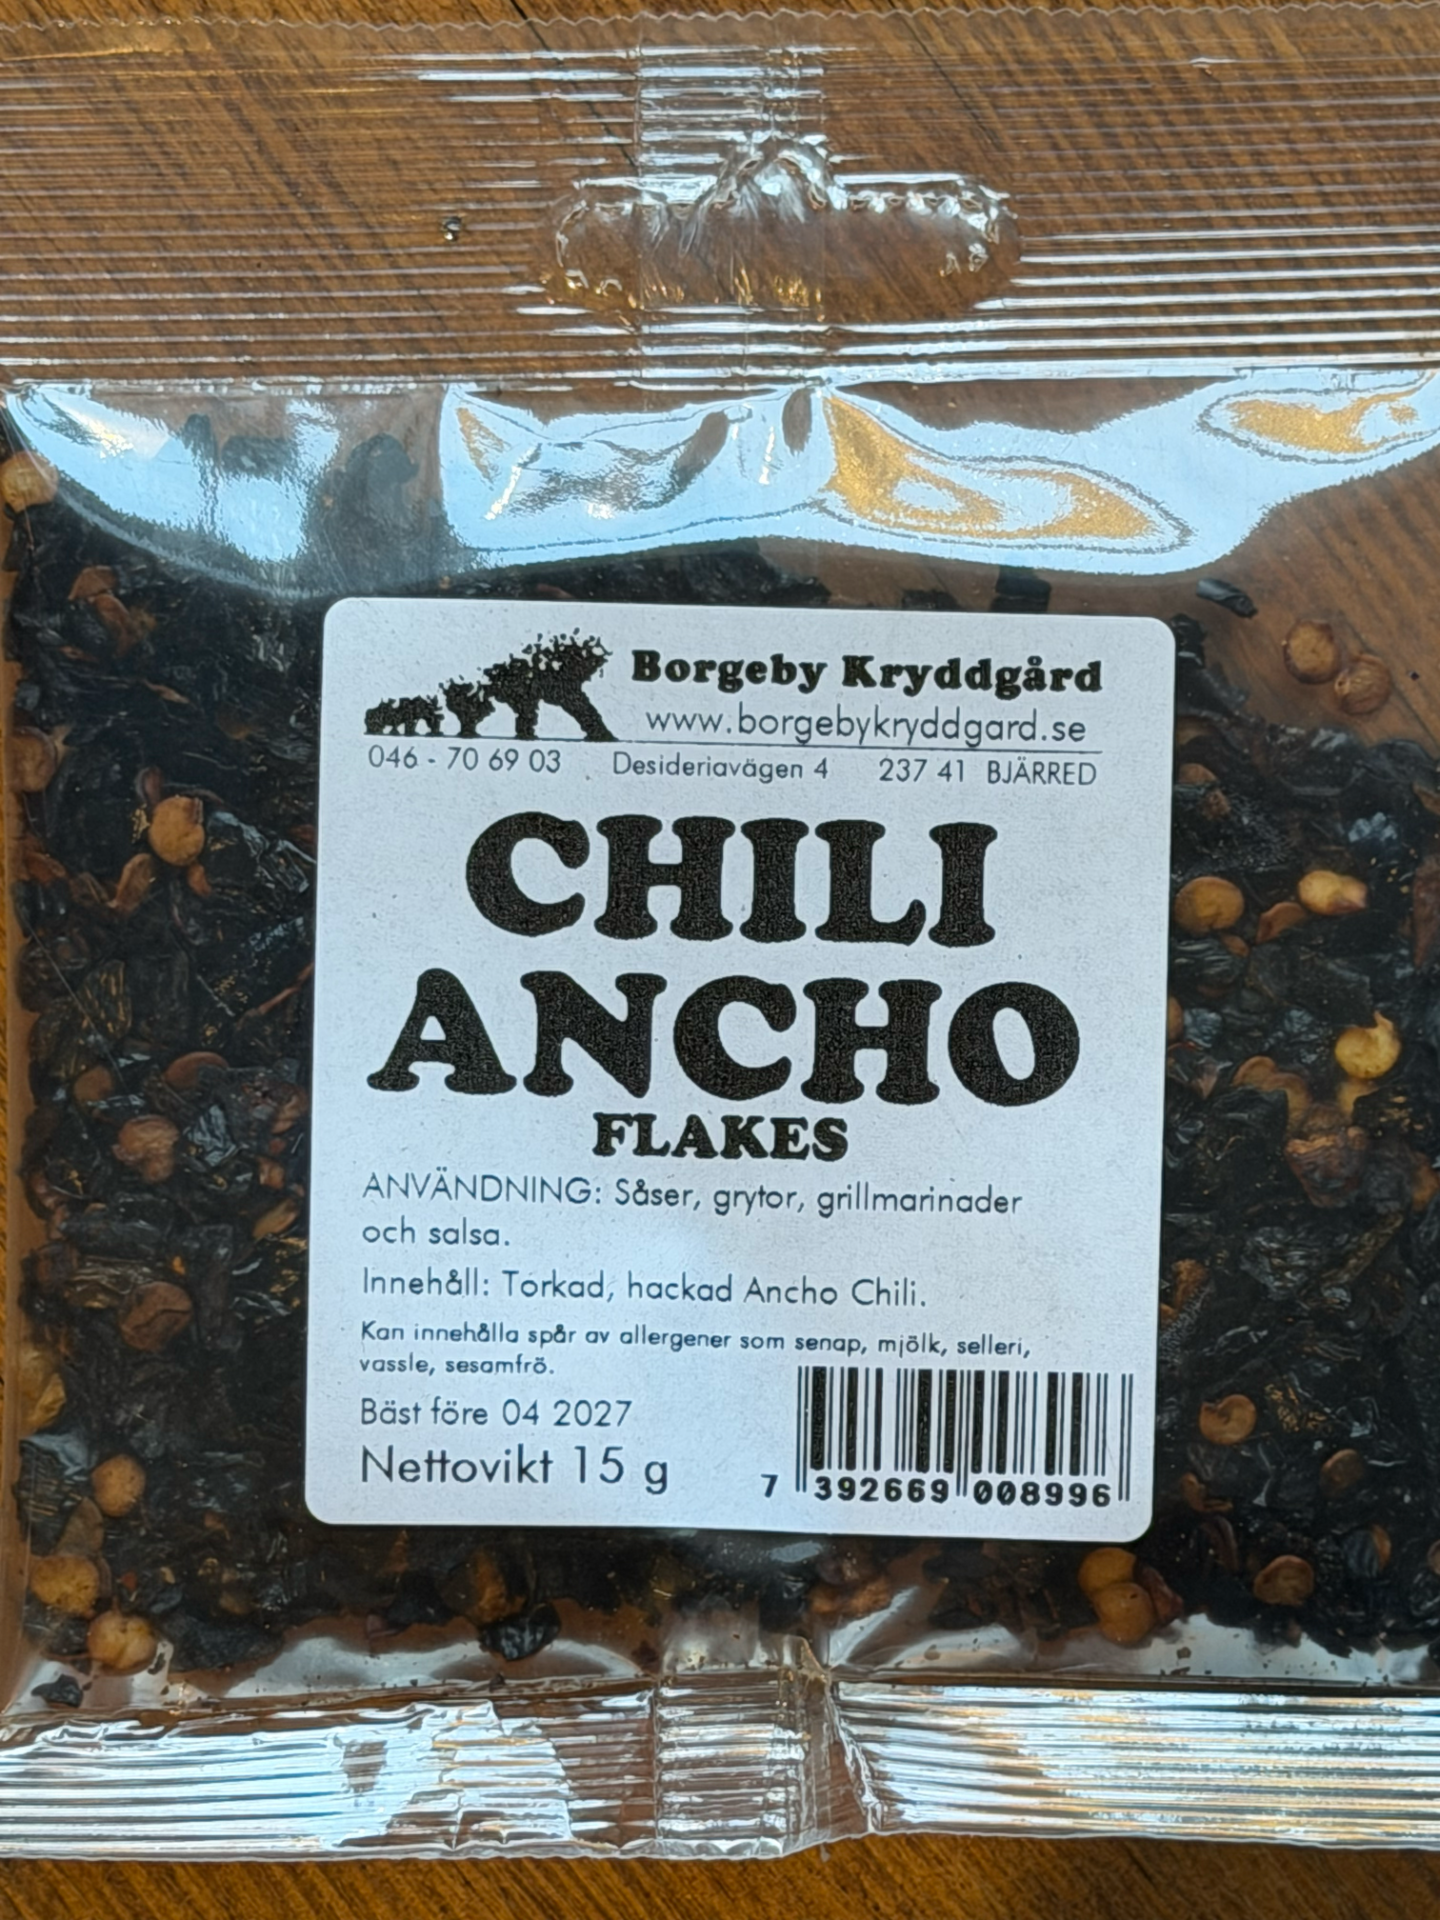 Borgeby Kryddgård
www.borgebykryddgard.se
046 - 70 69 03 Desideriavägen 4 237 41 BJÄRRED
CHILI
ANCHO
FLAKES
ANVÄNDNING: Såser, grytor, grillmarinader
och salsa.
Innehåll: Torkad, hackad Ancho Chili.
Kan innehålla spår av allergener som senap, mjölk, selleri,
vassle, sesamfrö.
Bäst före 04 2027
Nettovikt 15 g
7 392669 008996